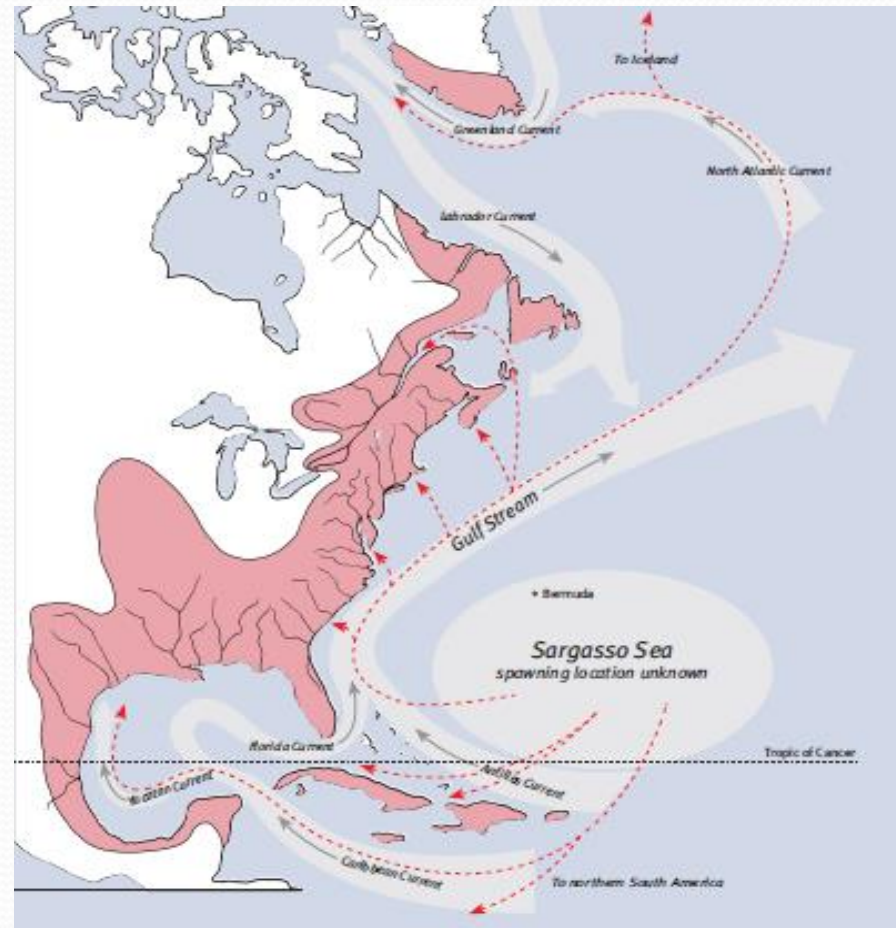 To Iceland
Greenland Current
North Atlantic Current
Labrador Current
Gulf Stream
Bermuda
Sargasso Sea
spawning location unknown
Tropic of Cancer
Florida Current
Antilles Current
Yucatan Current
Caribbean Current
To northern South America